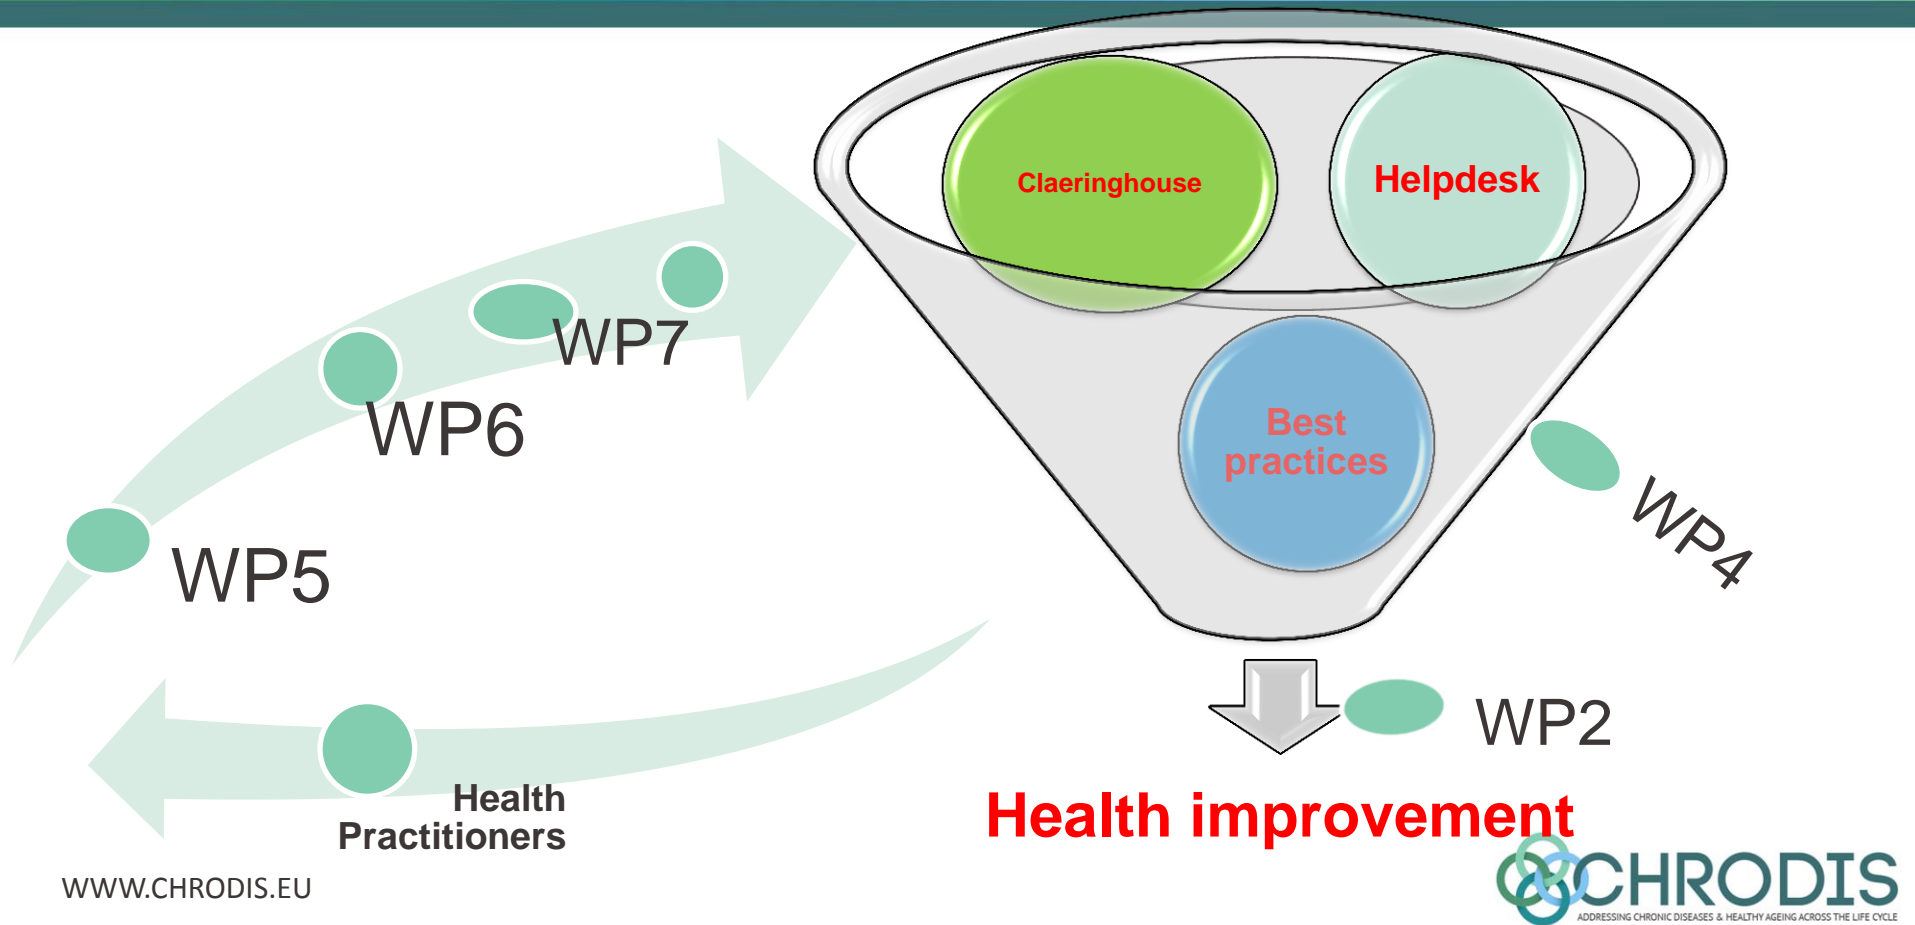 Claeringhouse
Helpdesk
Best
practices
WP7
WP6
WP5
WP4
WP2
Health
Practitioners
Health improvement
WWW.CHRODIS.EU
CHRODIS
ADDRESSING CHRONIC DISEASES & HEALTHY AGEING ACROSS THE LIFE CYCLE